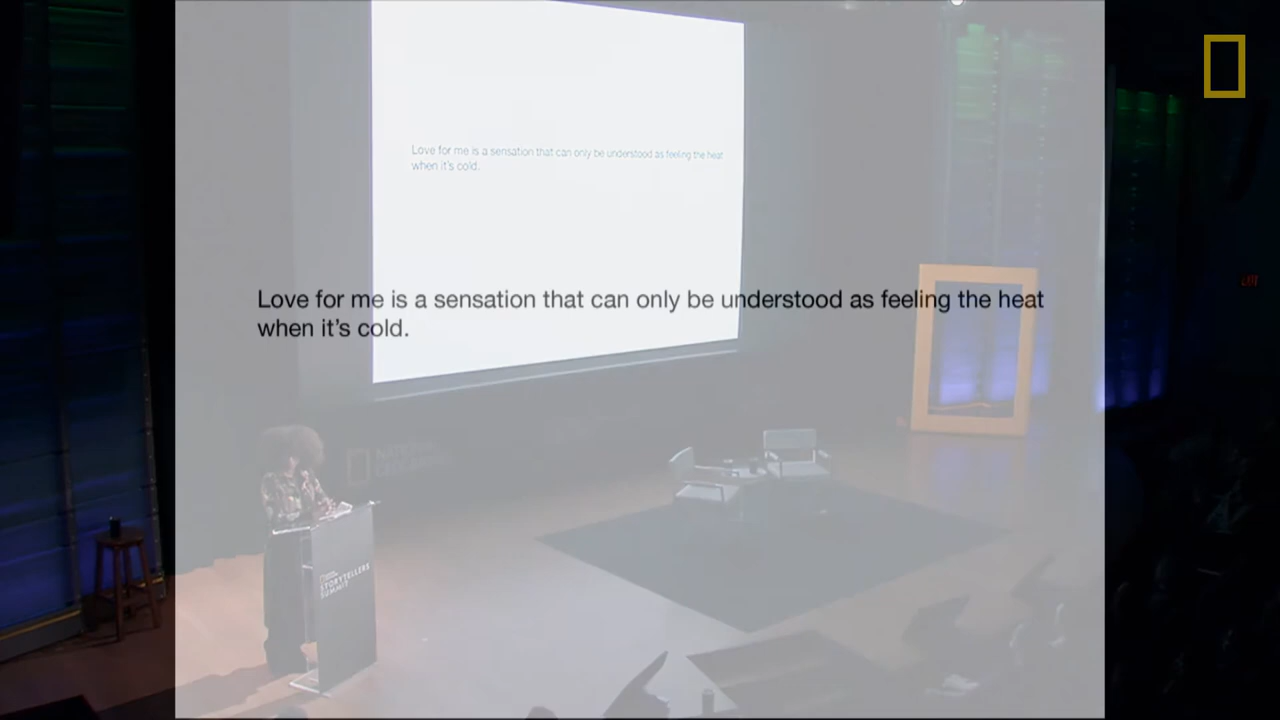 Love for me is a sensation that can only be understood as feeling the heat
when it's cold.
Love for me is a sensation that can only be understood as feeling the heat
when it's cold.
STORYTELLERS
SUMMIT
EXIT